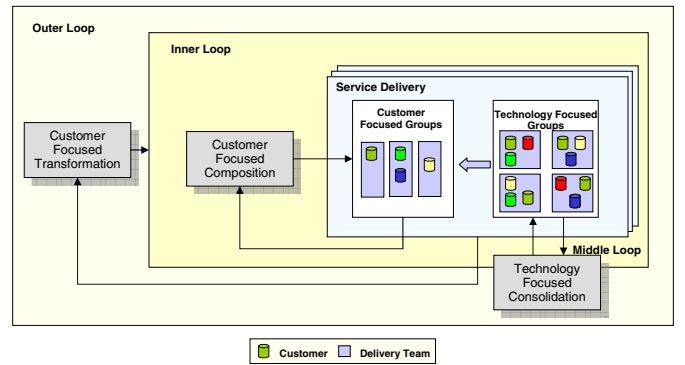 Outer Loop
Inner Loop
Service Delivery
Customer
Focused Groups
Technology Focused
Groups
Customer
Focused
Transformation
Customer
Focused
Composition
Middle Loop
Technology
Focused
Consolidation
Customer
Delivery Team